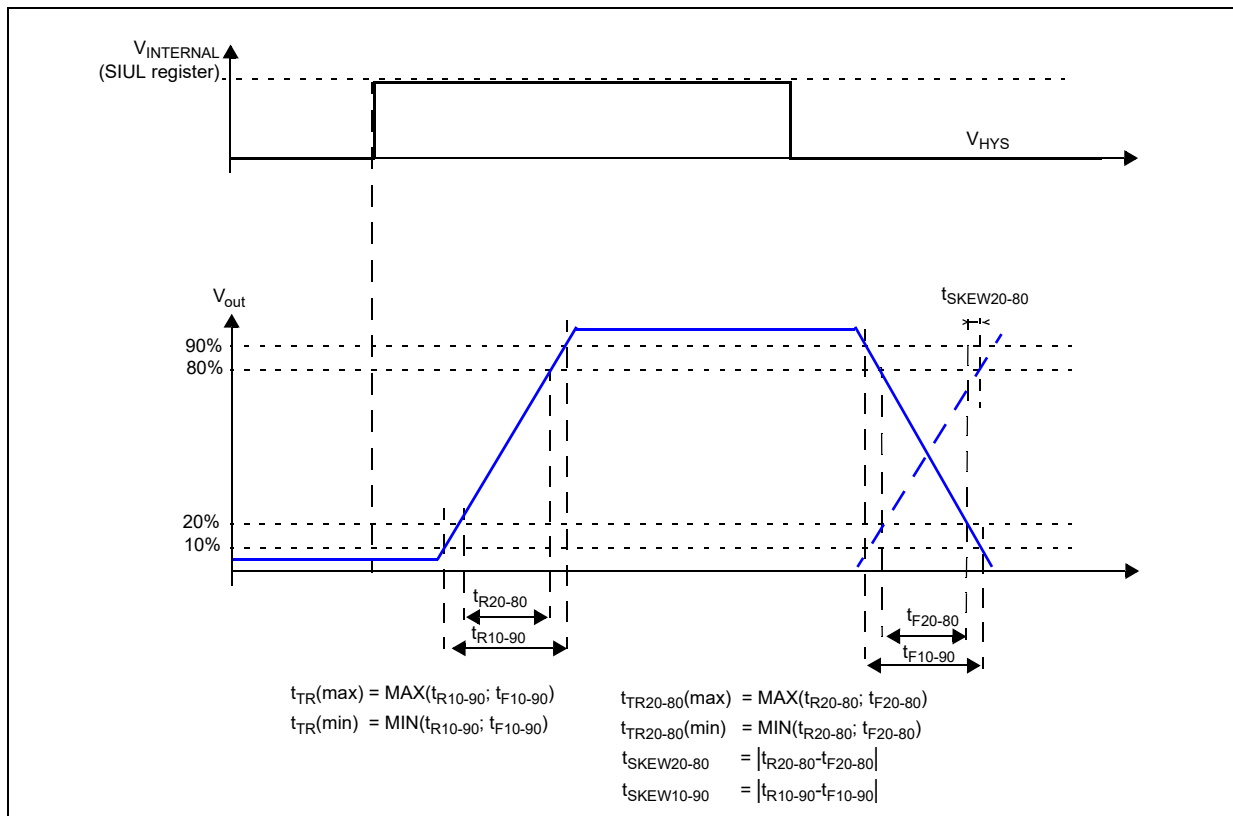 VINTERNAL
(SIUL register)
VHYS
Vout
tSKEW20-80
90%
80%
20%
10%
tR20-80
tR10-90
tF20-80
tF10-90
tTR(max) = MAX(tR10-90; tF10-90)
tTR(min) = MIN(tR10-90; tF10-90)
tTR20-80(max) = MAX(tR20-80; tF20-80)
tTR20-80(min) = MIN(tR20-80; tF20-80)
tSKEW20-80 = |tR20-80-tF20-80|
tSKEW10-90 = |tR10-90-tF10-90|